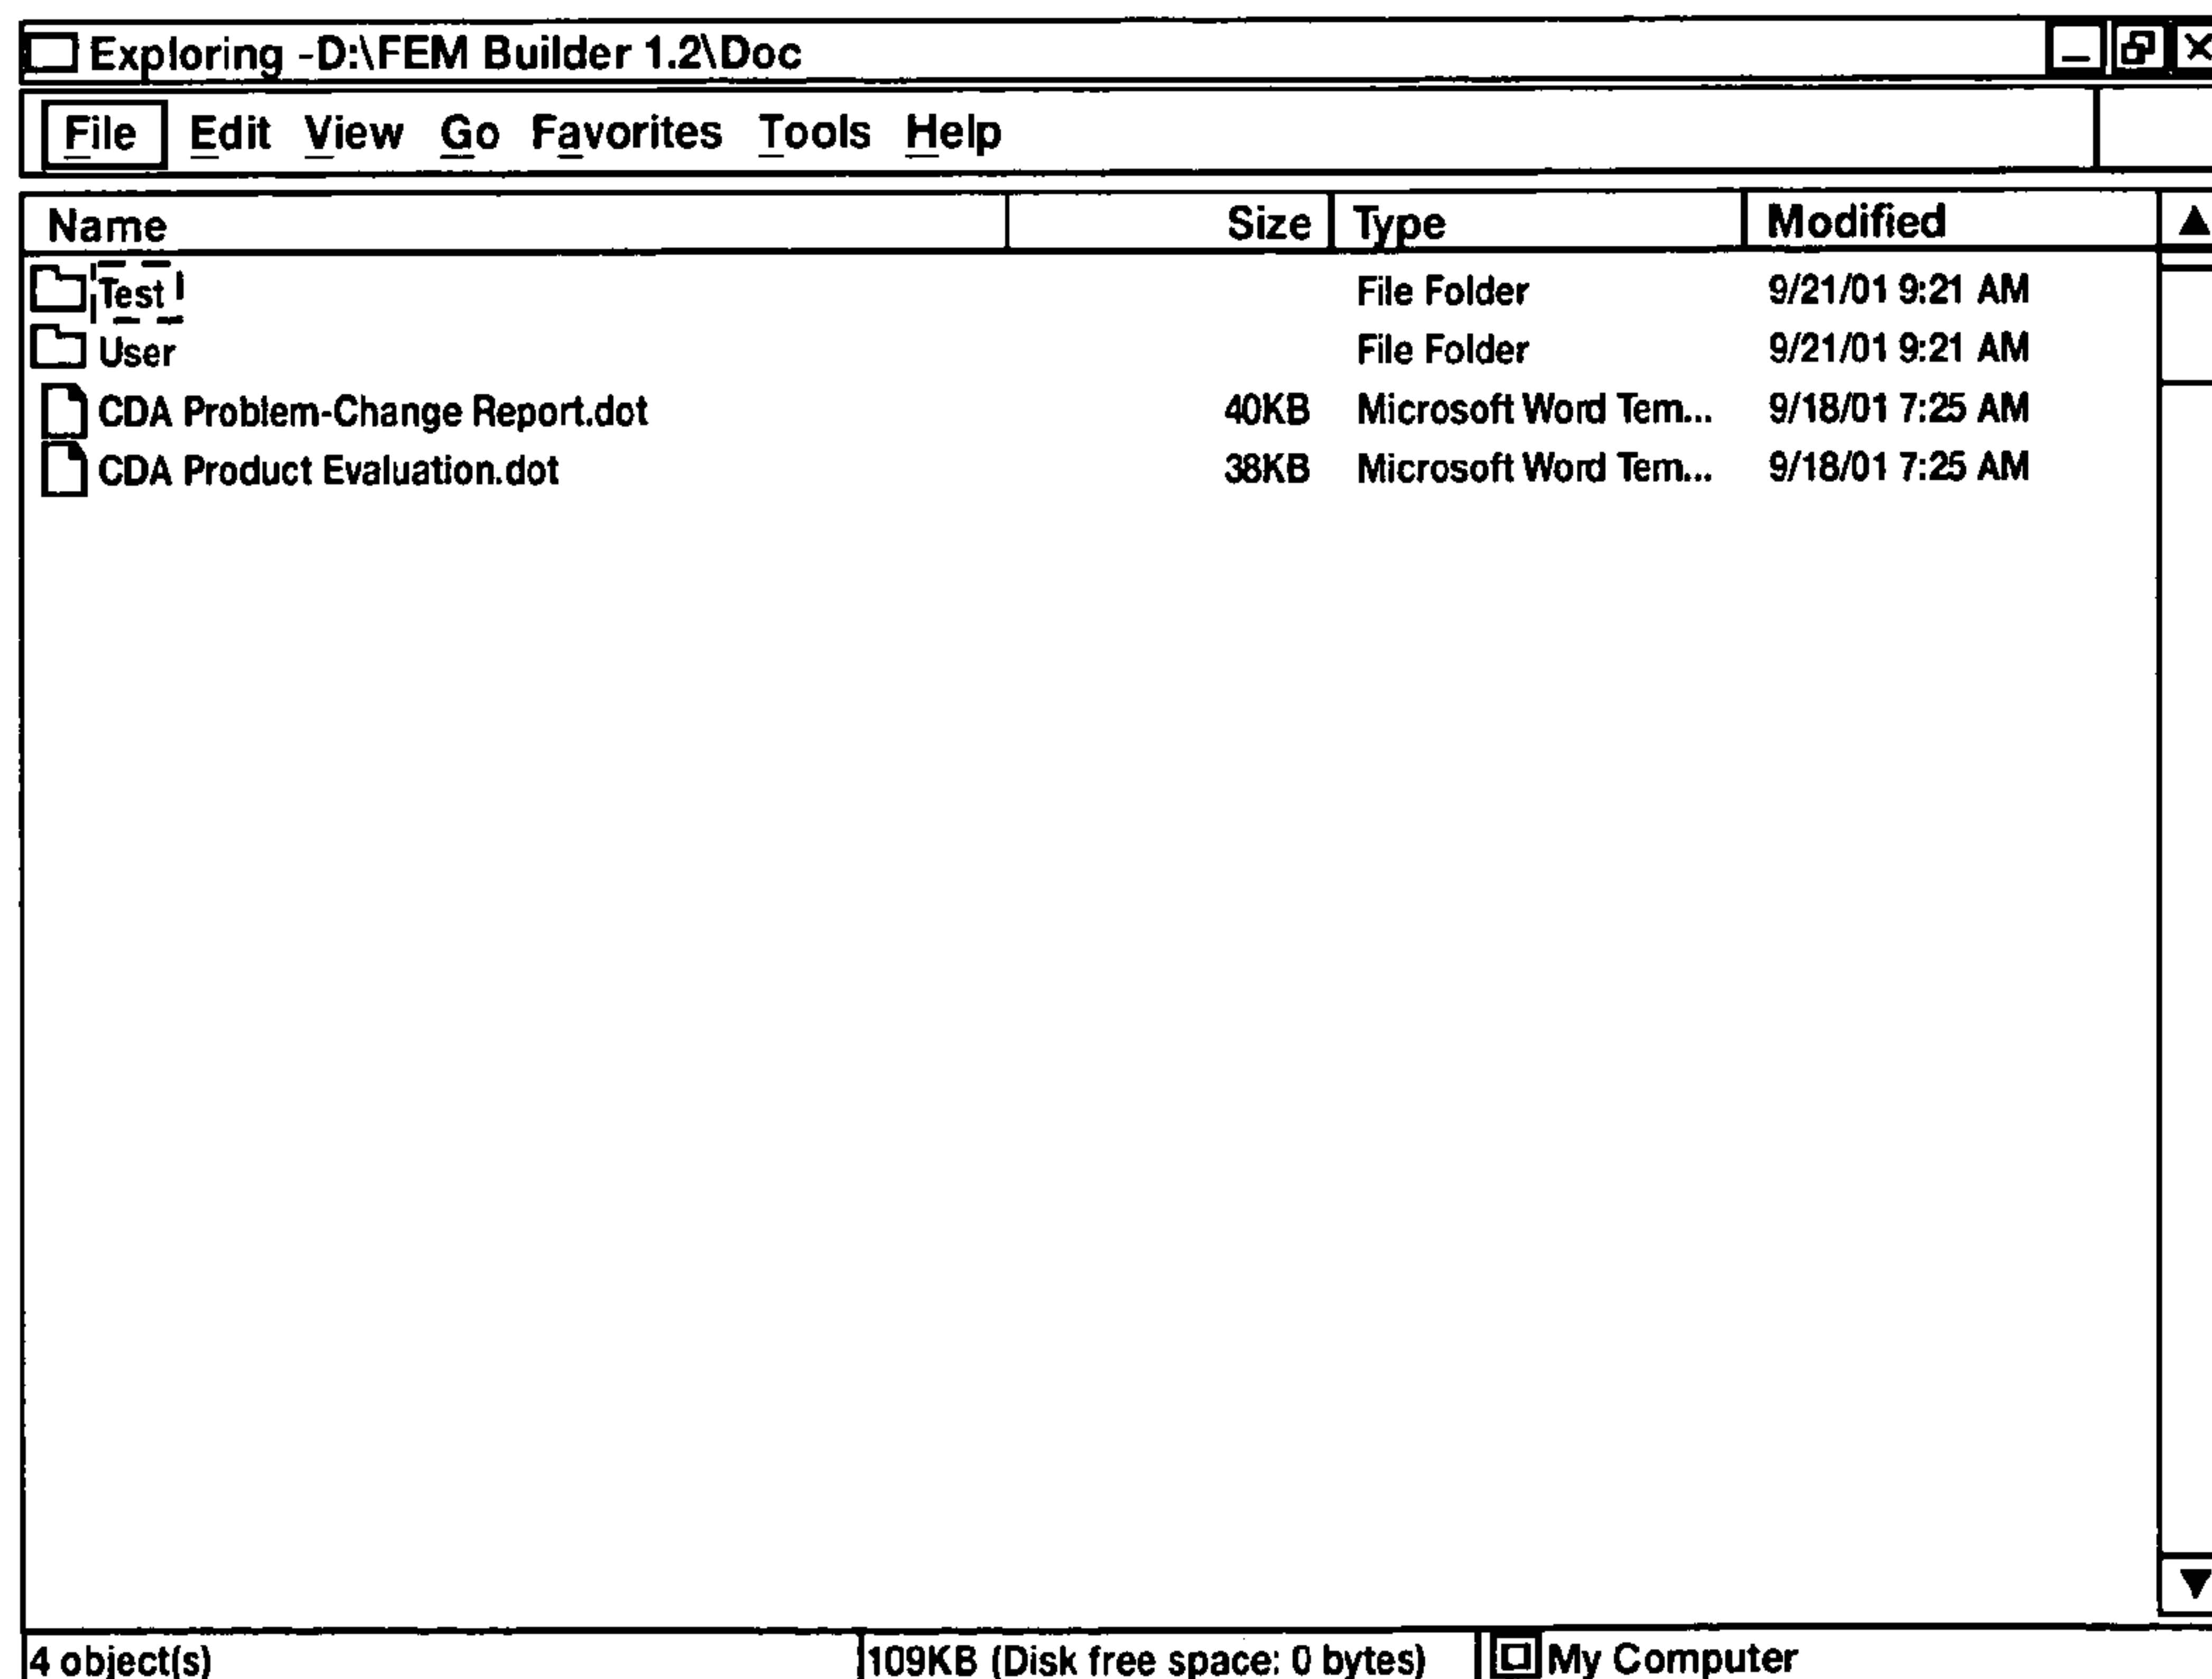 Exploring -D:\FEM Builder 1.2\Doc
File Edit View Go Favorites Tools Help
Name Size Type Modified
Test File Folder 9/21/01 9:21 AM
User File Folder 9/21/01 9:21 AM
CDA Problem-Change Report.dot 40KB Microsoft Word Tem... 9/18/01 7:25 AM
CDA Product Evaluation.dot 38KB Microsoft Word Tem... 9/18/01 7:25 AM
4 object(s) 109KB (Disk free space: 0 bytes) My Computer